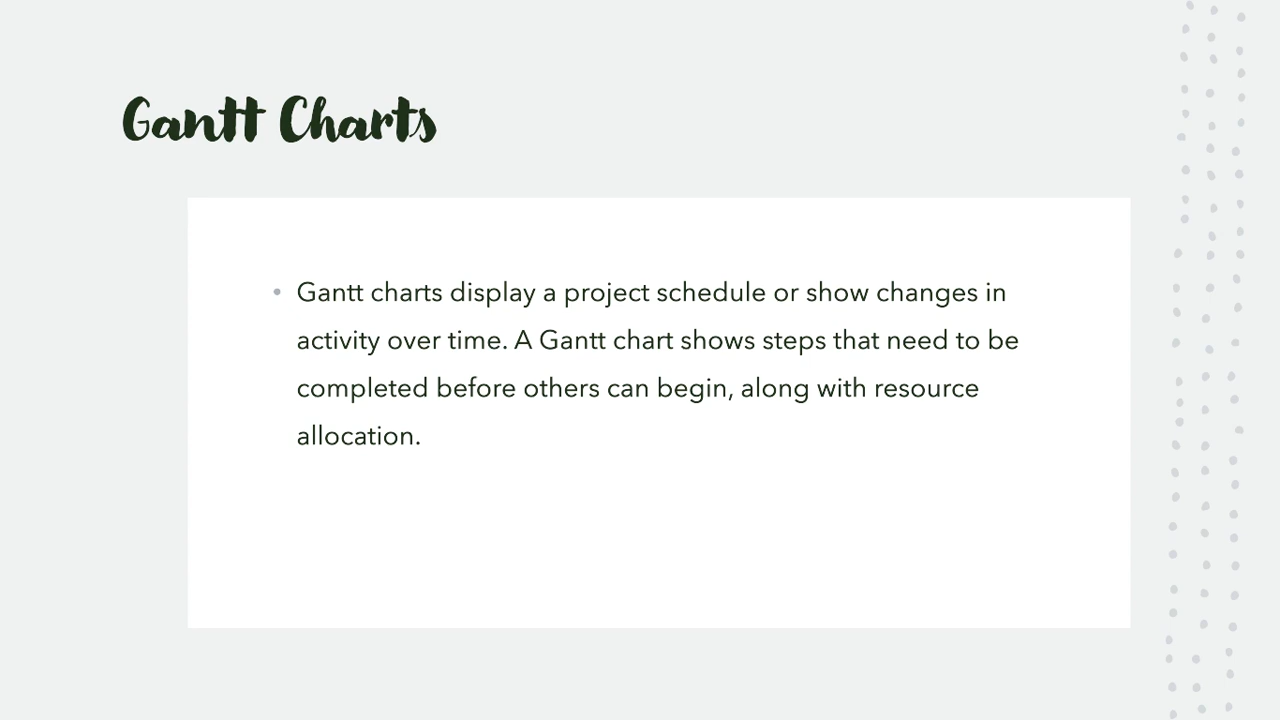 Gantt Charts
• Gantt charts display a project schedule or show changes in
activity over time. A Gantt chart shows steps that need to be
completed before others can begin, along with resource
allocation.